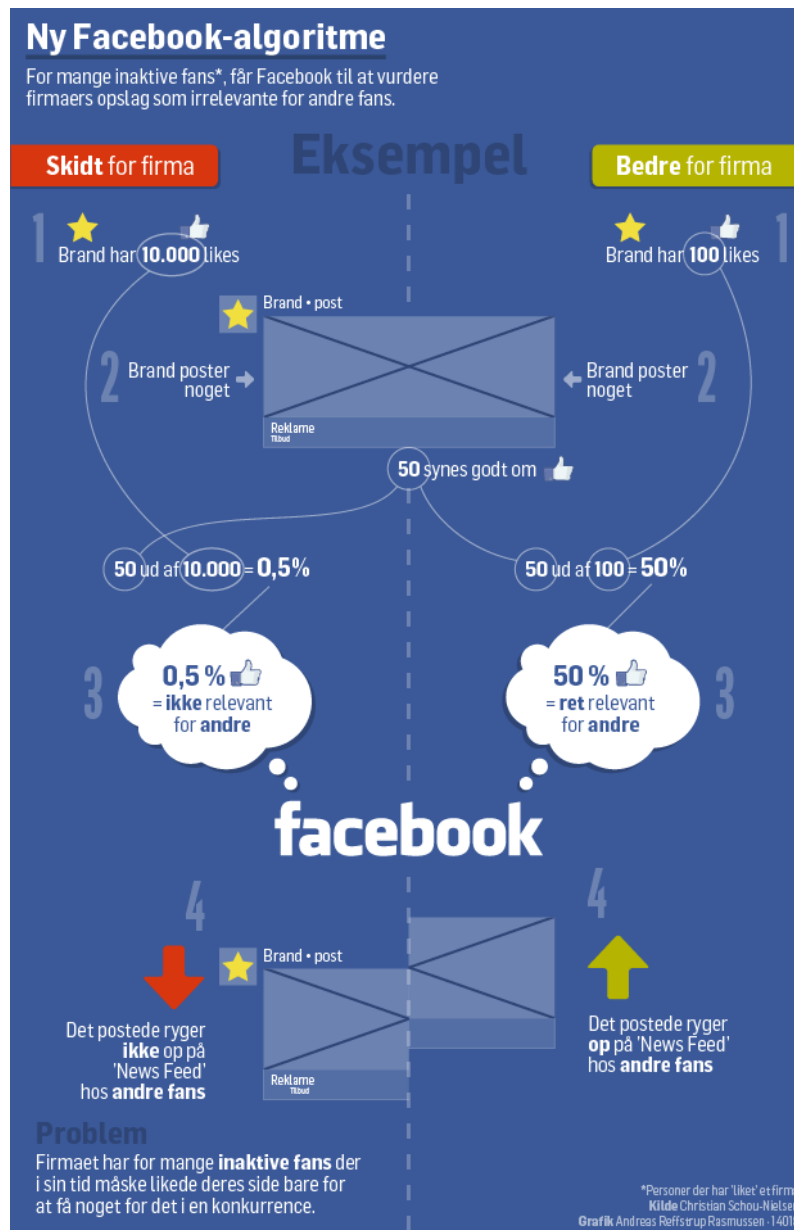 Ny Facebook-algoritme
For mange inaktive fans*, får Facebook til at vurdere
firmaers opslag som irrelevante for andre fans.
Eksempel
Skidt for firma
Bedre for firma
1
Brand har 10.000 likes
1
Brand har 100 likes
Brand • post
2
Brand poster
noget
Brand poster
noget
2
Reklame
Tilbud
50 synes godt om
50 ud af 10.000 = 0,5%
50 ud af 100 = 50%
3
0,5 %
= ikke relevant
for andre
50 %
= ret relevant
for andre
3
facebook
4
4
Brand • post
Det postede ryger
ikke op på
'News Feed'
hos andre fans
Det postede ryger
op på 'News Feed'
hos andre fans
Reklame
Tilbud
Problem
Firmaet har for mange inaktive fans der
i sin tid måske likede deres side bare for
at få noget for det i en konkurrence.
*Personer der har 'liket' et firm
Kilde Christian Schou-Nielse
Grafik Andreas Reffstrup Rasmussen · 1401